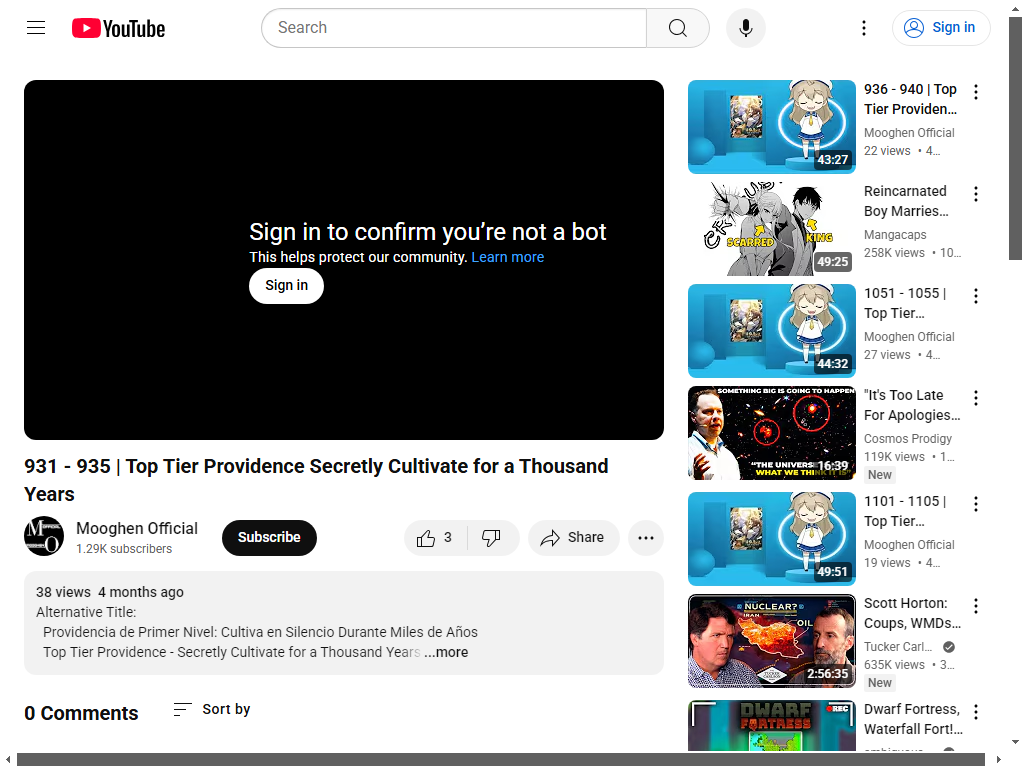 YouTube
Search
Sign in
Sign in to confirm you're not a bot
This helps protect our community. Learn more
Sign in
931 - 935 | Top Tier Providence Secretly Cultivate for a Thousand
Years
Mooghen Official
1.29K subscribers
Subscribe
3
Share
38 views 4 months ago
Alternative Title:
Providencia de Primer Nivel: Cultiva en Silencio Durante Miles de Años
Top Tier Providence - Secretly Cultivate for a Thousand Years ...more
0 Comments
Sort by
43:27
936 - 940 | Top
Tier Providen...
Mooghen Official
22 views • 4...
SCARRED
KING
49:25
Reincarnated
Boy Marries...
Mangacaps
258K views • 10...
44:32
1051 - 1055 |
Top Tier...
Mooghen Official
27 views • 4...
SOMETHING BIG IS GOING TO HAPPEN
"THE UNIVERS
WHAT WE THINK IT IS"
16:39
"It's Too Late
For Apologies...
Cosmos Prodigy
119K views • 1...
New
49:51
1101 - 1105 |
Top Tier...
Mooghen Official
19 views • 4...
NUCLEAR?
IRAN
OIL
2:56:35
Scott Horton:
Coups, WMDs...
Tucker Carl...
635K views • 3...
New
DWARF
FORTRESS
REC
Dwarf Fortress,
Waterfall Fort!...